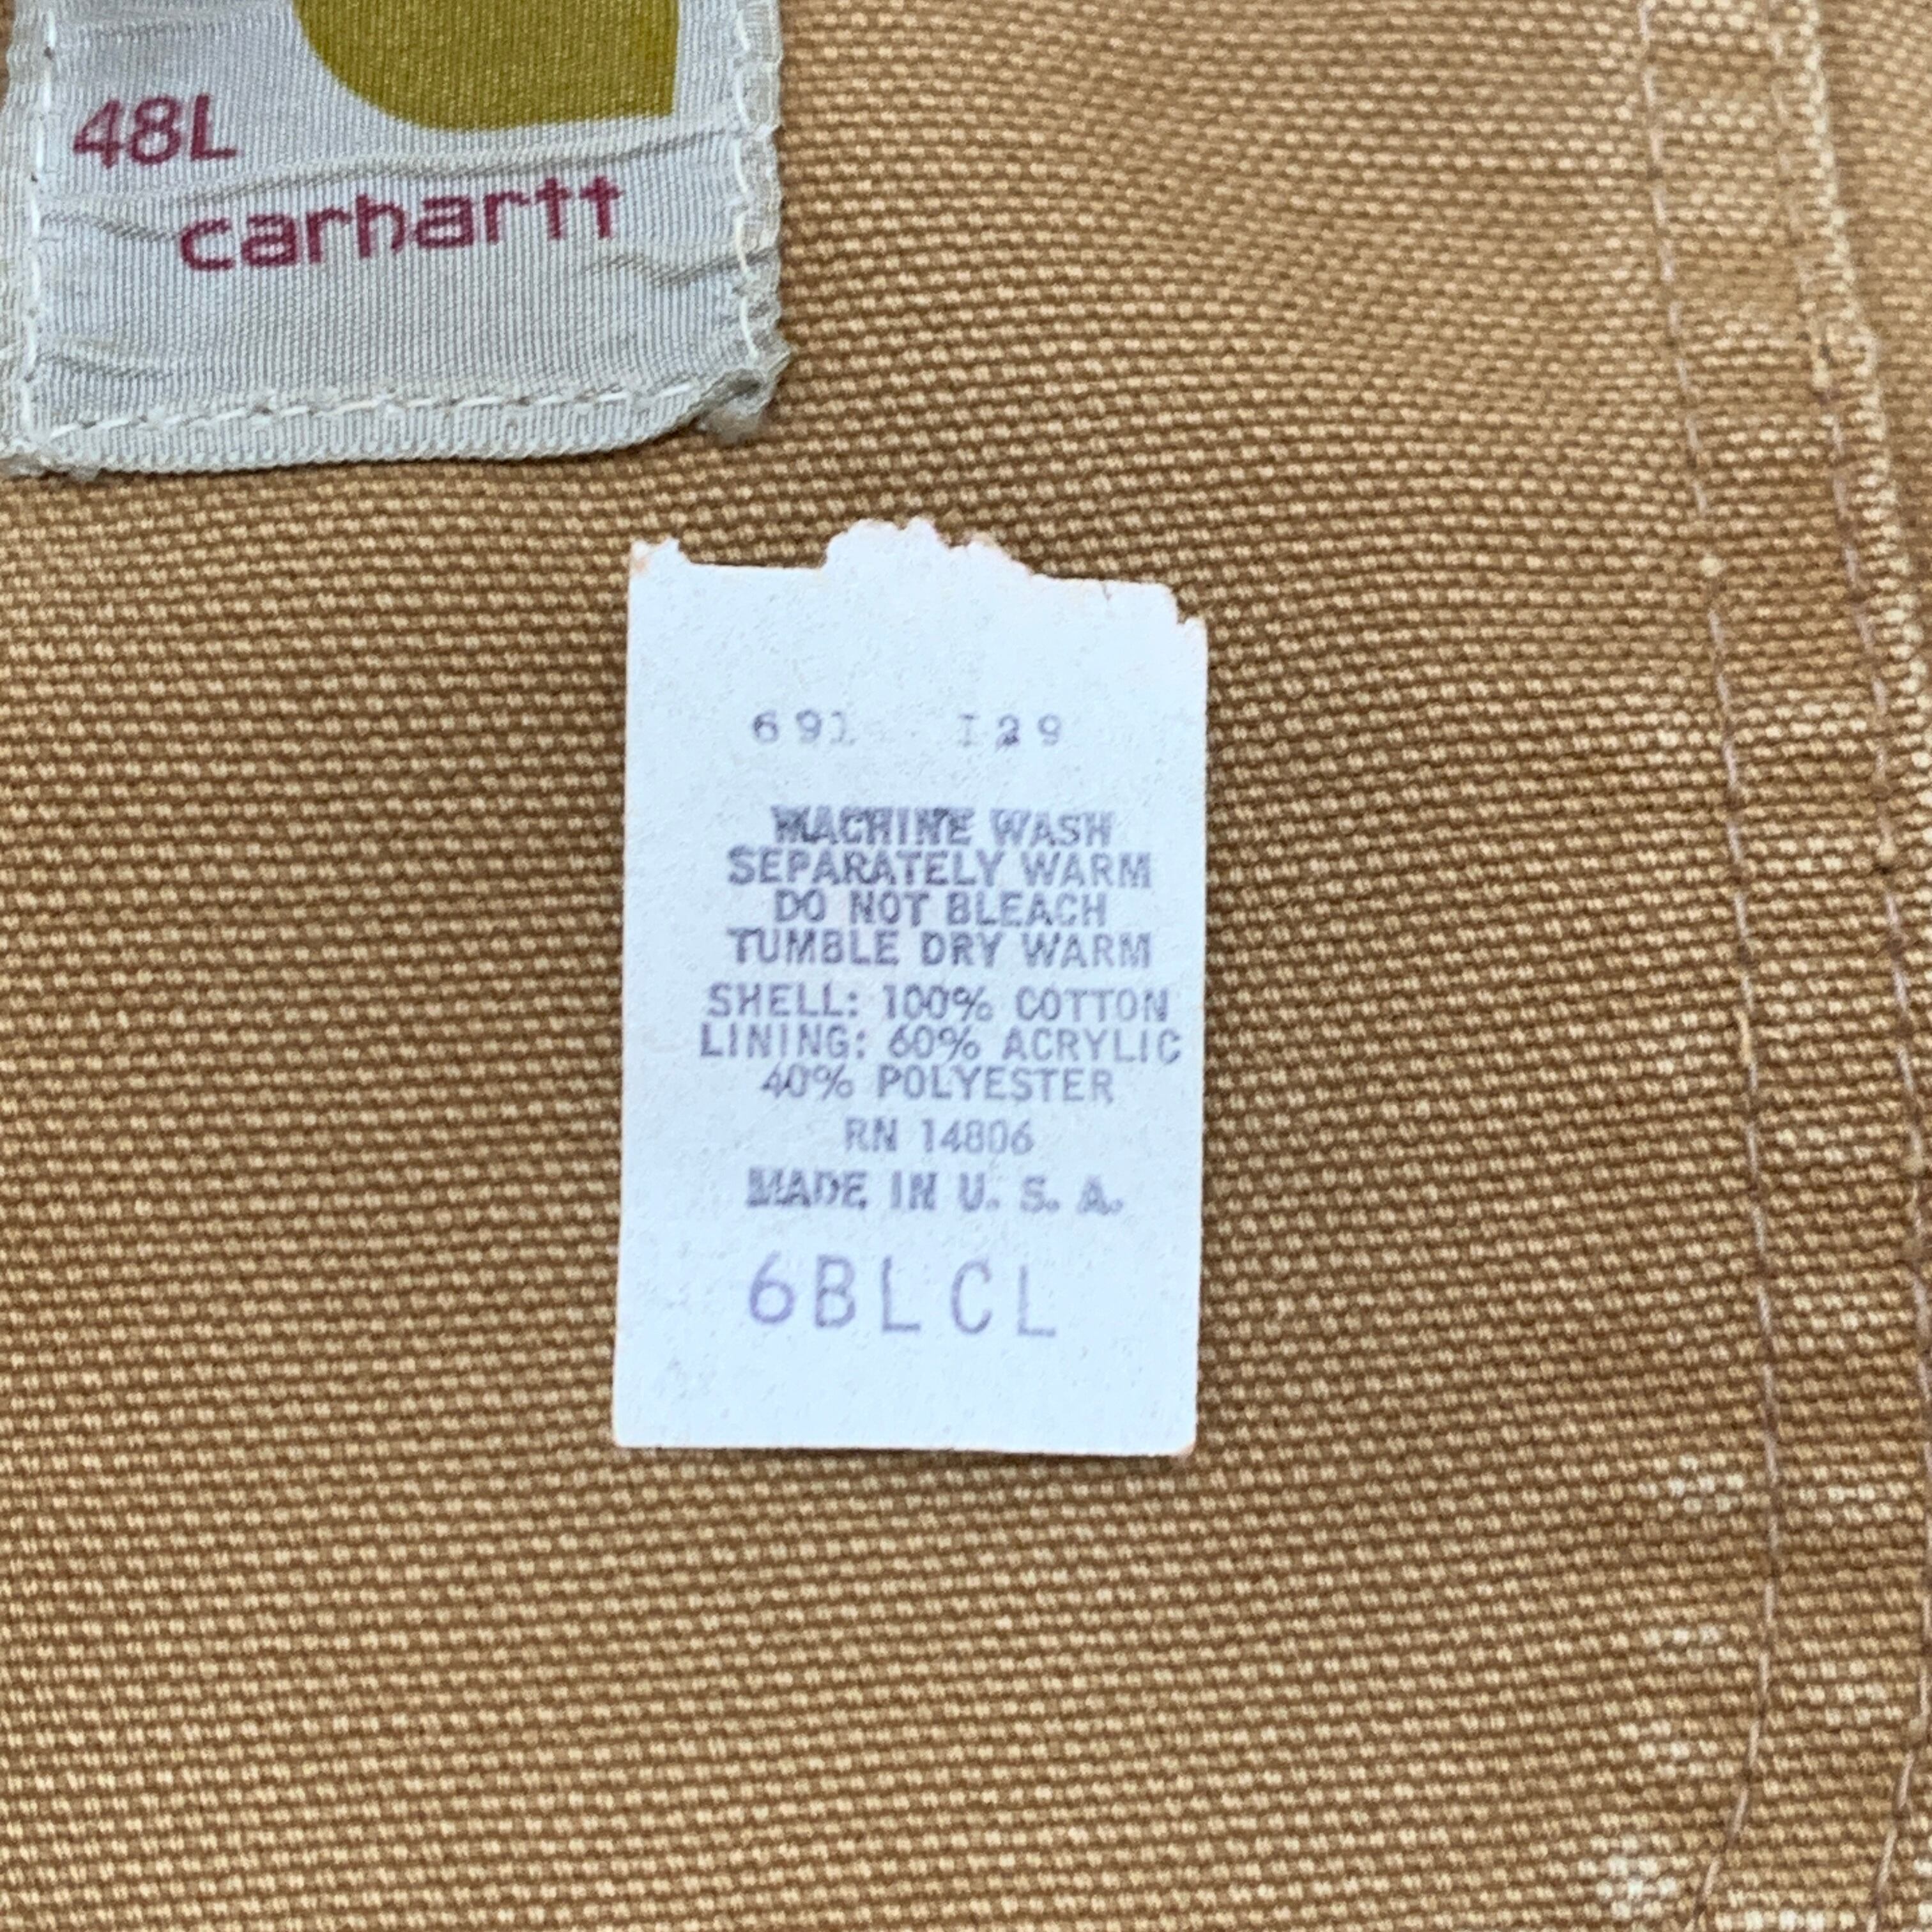 48L
carhartt
691 I29
MACHINE WASH
SEPARATELY WARM
DO NOT BLEACH
TUMBLE DRY WARM
SHELL: 100% COTTON
LINING: 60% ACRYLIC
40% POLYESTER
RN 14806
MADE IN U. S. A.
6BLCL